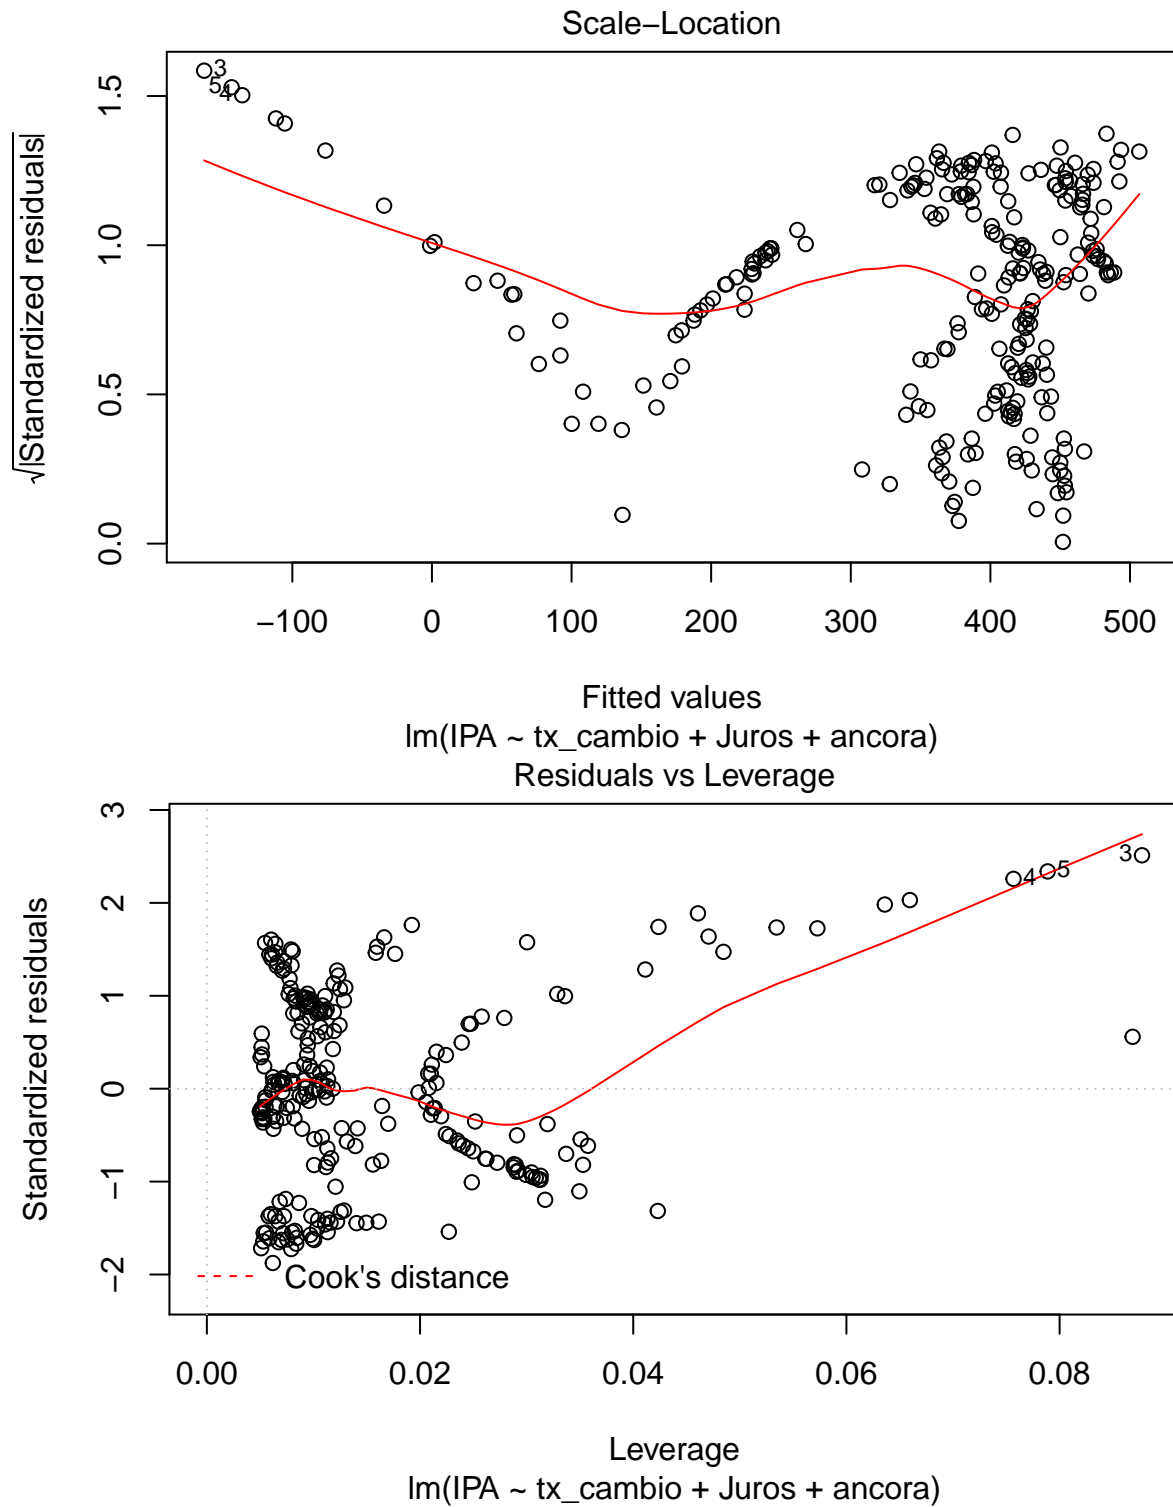 Scale−Location
√|Standardized residuals|
1.5
1.0
0.5
0.0
3
5
4
−100 0 100 200 300 400 500
Fitted values
lm(IPA ~ tx_cambio + Juros + ancora)
Residuals vs Leverage
Standardized residuals
3
2
1
0
−1
−2
3
4
5
Cook's distance
0.00 0.02 0.04 0.06 0.08
Leverage
lm(IPA ~ tx_cambio + Juros + ancora)